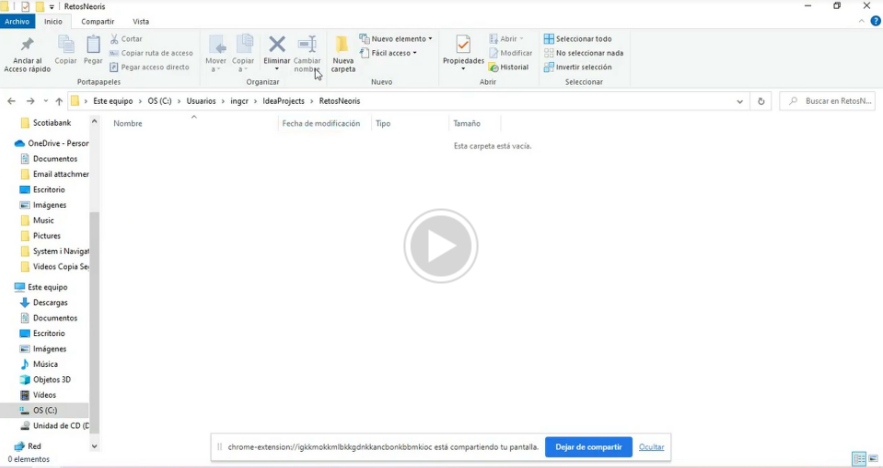 RetosNeoris
Archivo Inicio Compartir Vista
Anclar al Acceso rápido
Copiar
Pegar
Cortar
Copiar ruta de acceso
Pegar acceso directo
Portapapeles
Mover a
Copiar a
Eliminar
Cambiar nombre
Organizar
Nueva carpeta
Nuevo elemento
Fácil acceso
Nuevo
Propiedades
Abrir
Modificar
Historial
Abrir
Seleccionar todo
No seleccionar nada
Invertir selección
Seleccionar
Este equipo > OS (C:) > Usuarios > ingcr > IdeaProjects > RetosNeoris
Buscar en RetosN...
Nombre Fecha de modificación Tipo Tamaño
Esta carpeta está vacía.
Scotiabank
OneDrive - Person
Documentos
Email attachmer
Escritorio
Imágenes
Music
Pictures
System i Navigat
Videos Copia Se
Este equipo
Descargas
Documentos
Escritorio
Imágenes
Música
Objetos 3D
Vídeos
OS (C:)
Unidad de CD (D
Red
0 elementos
chrome-extension://igkkmokkmlbkkgdnkkancbonkbbmkioc está compartiendo tu pantalla. Dejar de compartir Ocultar